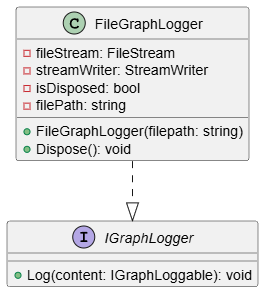 C FileGraphLogger
fileStream: FileStream
streamWriter: StreamWriter
isDisposed: bool
filePath: string
FileGraphLogger(filepath: string)
Dispose(): void
I IGraphLogger
Log(content: IGraphLoggable): void